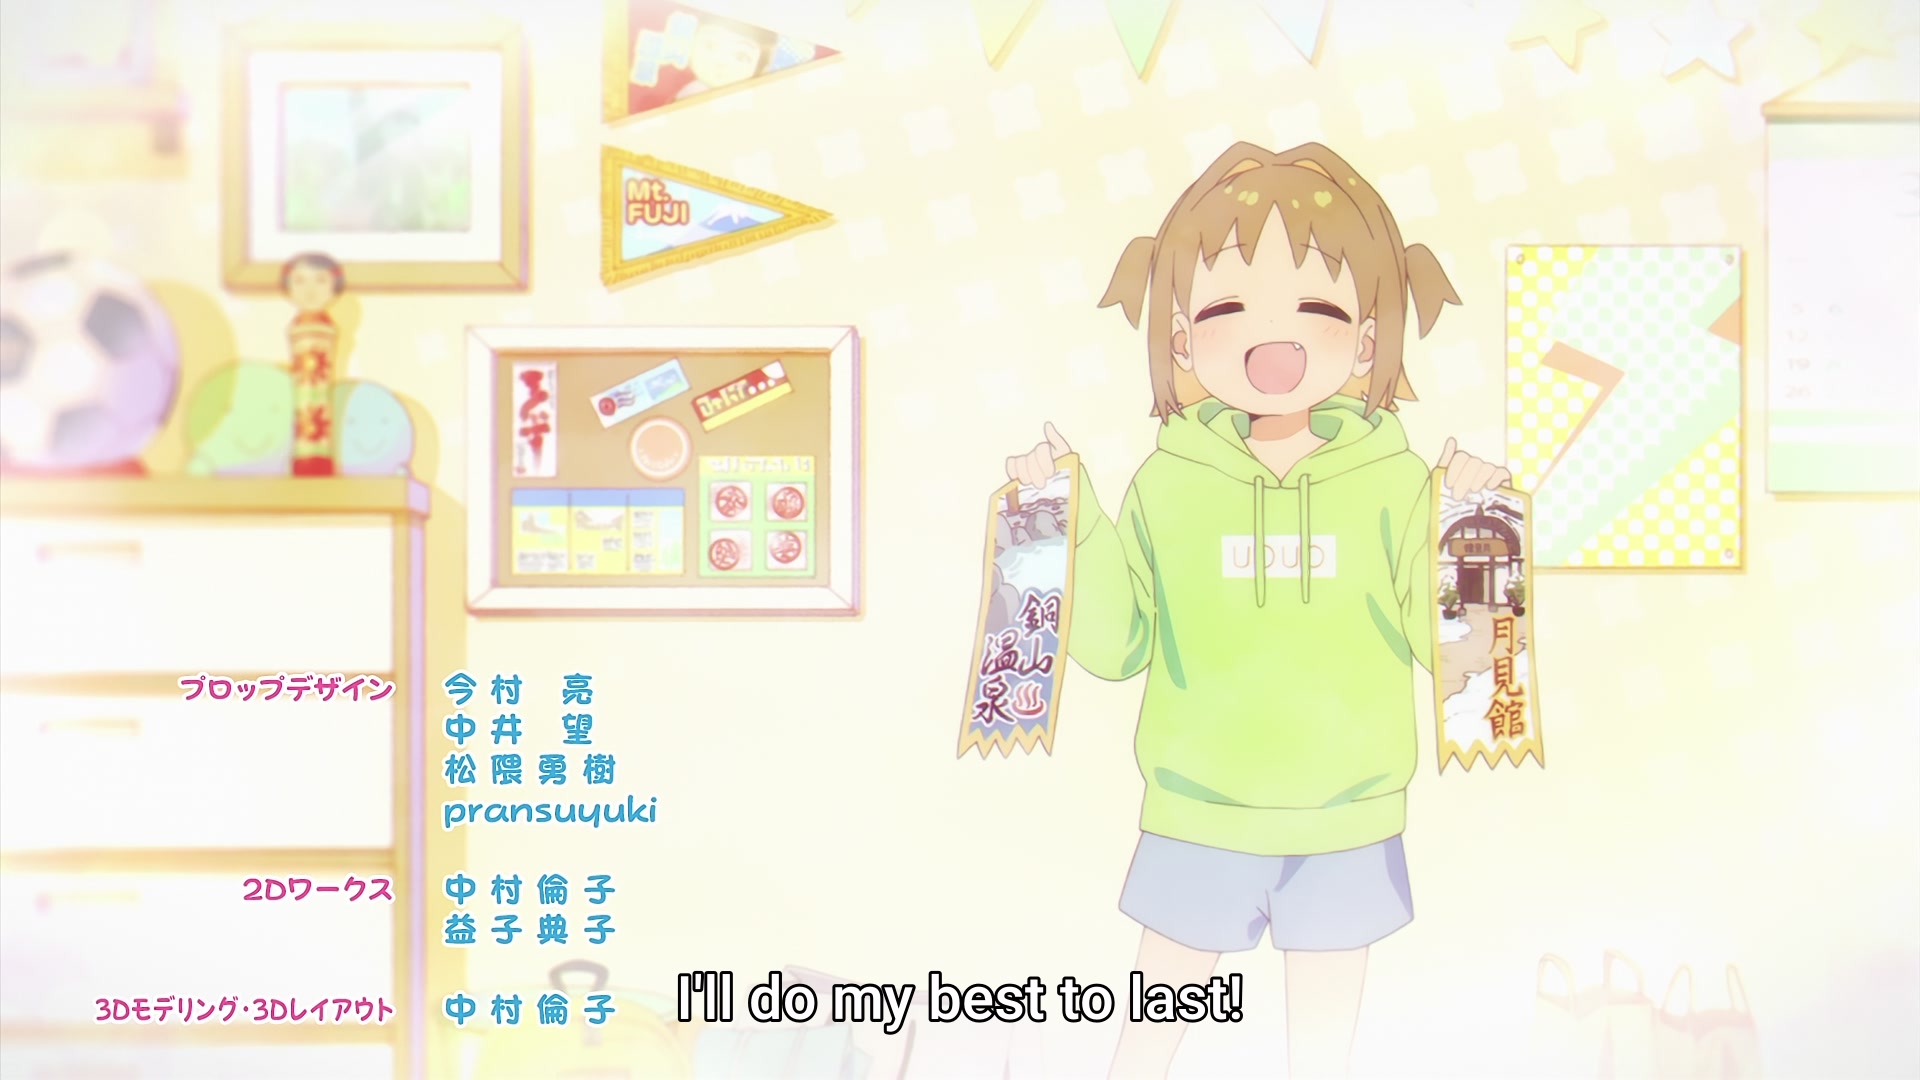 Mt.
FUJI
UOUO
銅山
温泉♨
月見館
プロップデザイン 今村 亮
中井 望
松隈勇樹
pransuyuki
2Dワークス 中村倫子
益子典子
3Dモデリング・3Dレイアウト 中村倫子
I'll do my best to last!